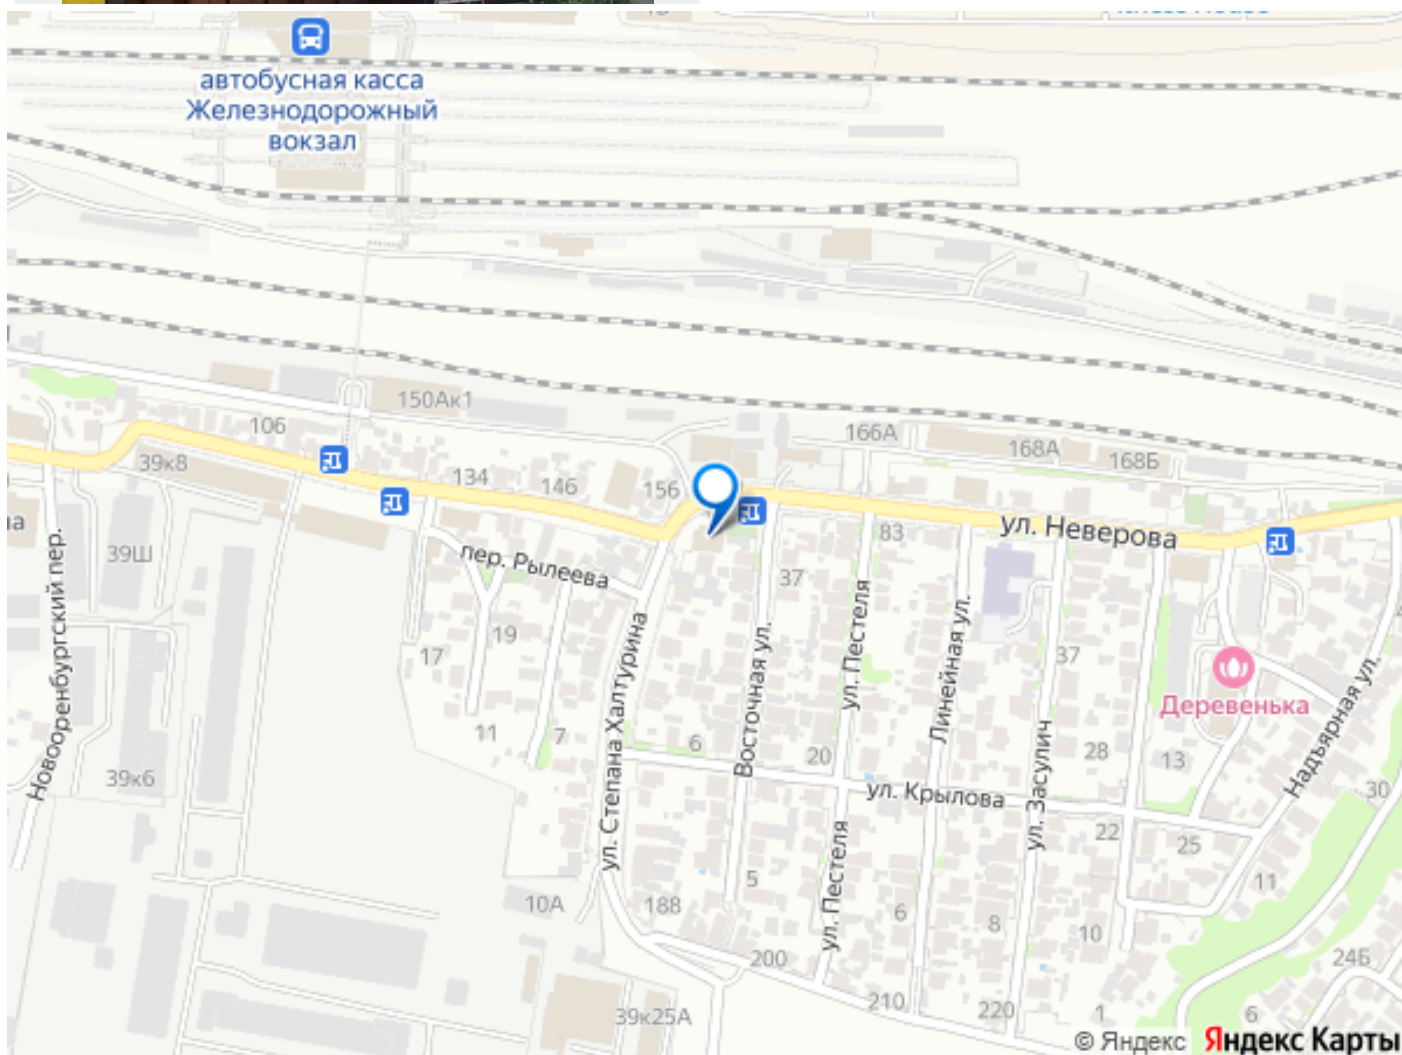 автобусная касса
Железнодорожный
вокзал
150Ак1
106
166А
168А
168Б
39к8
134
146
156
ул. Неверова
83
39Ш
пер. Рылеева
37
Новооренбургский пер.
19
17
ул. Степана Халтурина
Восточная ул.
ул. Пестеля
Линейная ул.
37
Деревенька
Надъярная ул.
11
7
6
20
28
13
39к6
ул. Крылова
ул. Засулич
30
22
25
5
ул. Пестеля
11
10А
188
6
8
10
200
24Б
210
220
1
6
39к25А
© Яндекс Яндекс Карты